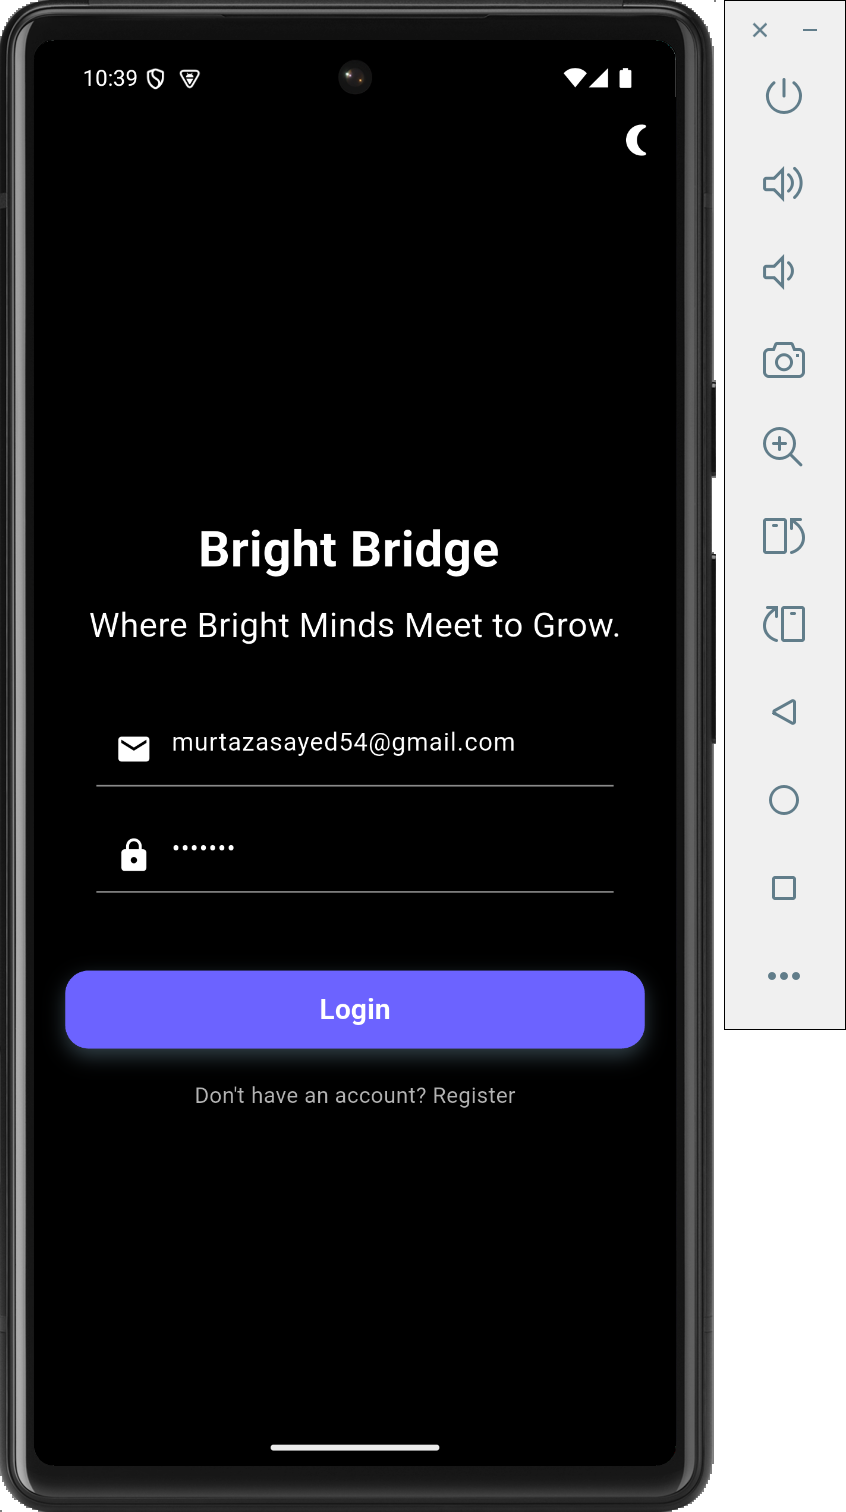 10:39
Bright Bridge
Where Bright Minds Meet to Grow.
murtazasayed54@gmail.com
•••••••
Login
Don't have an account? Register